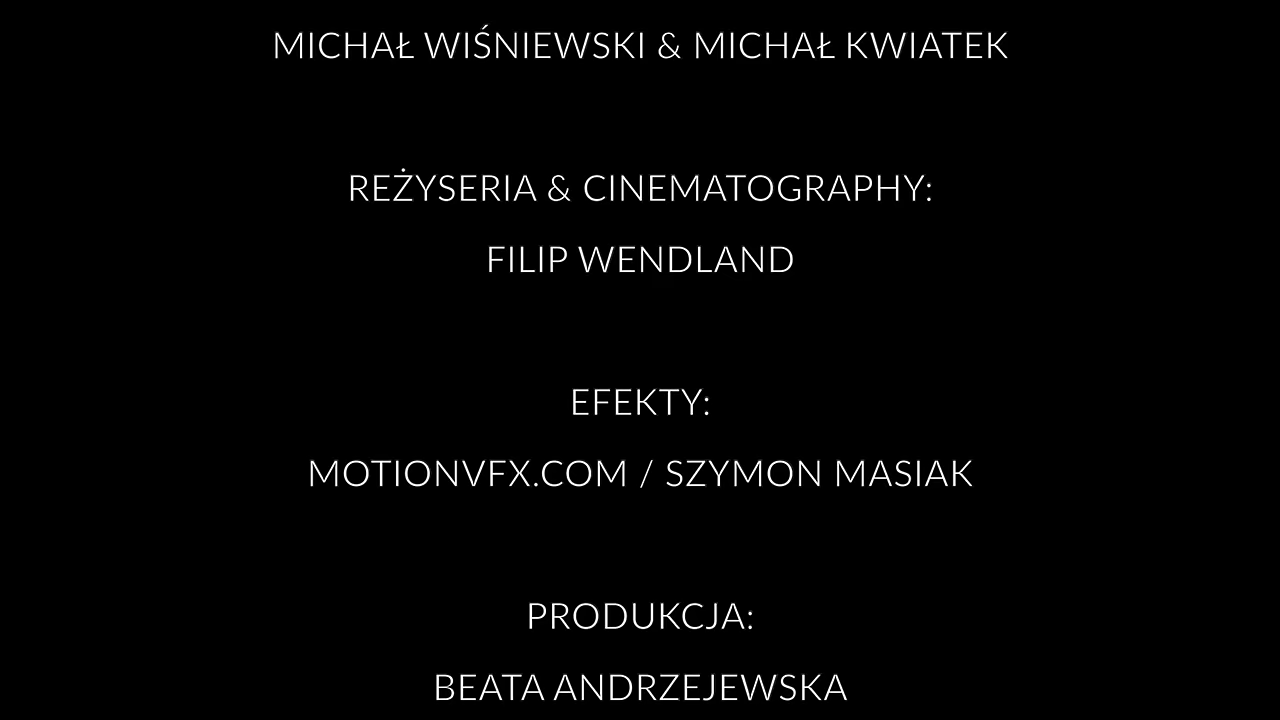 MICHAŁ WIŚNIEWSKI & MICHAŁ KWIATEK
REŻYSERIA & CINEMATOGRAPHY:
FILIP WENDLAND
EFEKTY:
MOTIONVFX.COM / SZYMON MASIAK
PRODUKCJA:
BEATA ANDRZEJEWSKA